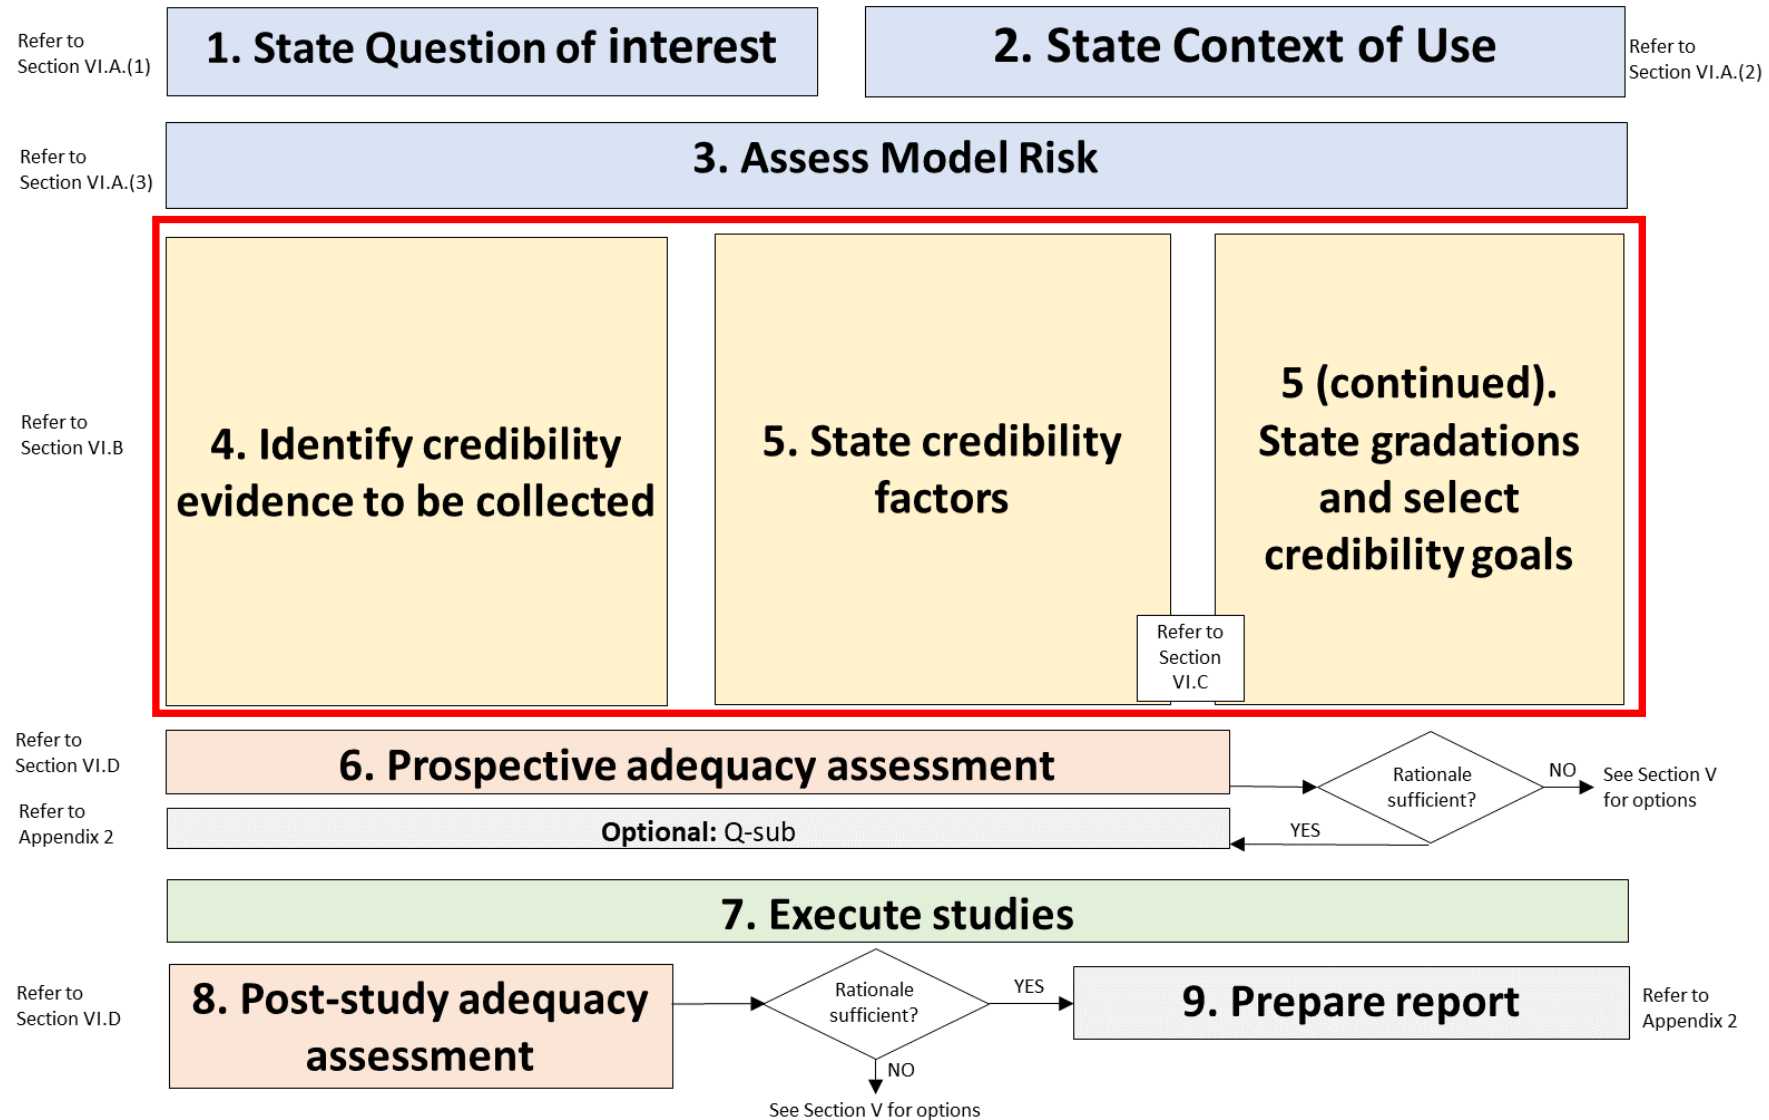 Refer to
Section VI.A.(1)
1. State Question of interest
2. State Context of Use
Refer to
Section VI.A.(2)
Refer to
Section VI.A.(3)
3. Assess Model Risk
Refer to
Section VI.B
4. Identify credibility
evidence to be collected
5. State credibility
factors
5 (continued).
State gradations
and select
credibility goals
Refer to
Section
VI.C
Refer to
Section VI.D
6. Prospective adequacy assessment
Rationale
sufficient?
NO
See Section V
for options
Refer to
Appendix 2
Optional: Q-sub
YES
7. Execute studies
Refer to
Section VI.D
8. Post-study adequacy
assessment
Rationale
sufficient?
YES
9. Prepare report
Refer to
Appendix 2
NO
See Section V for options